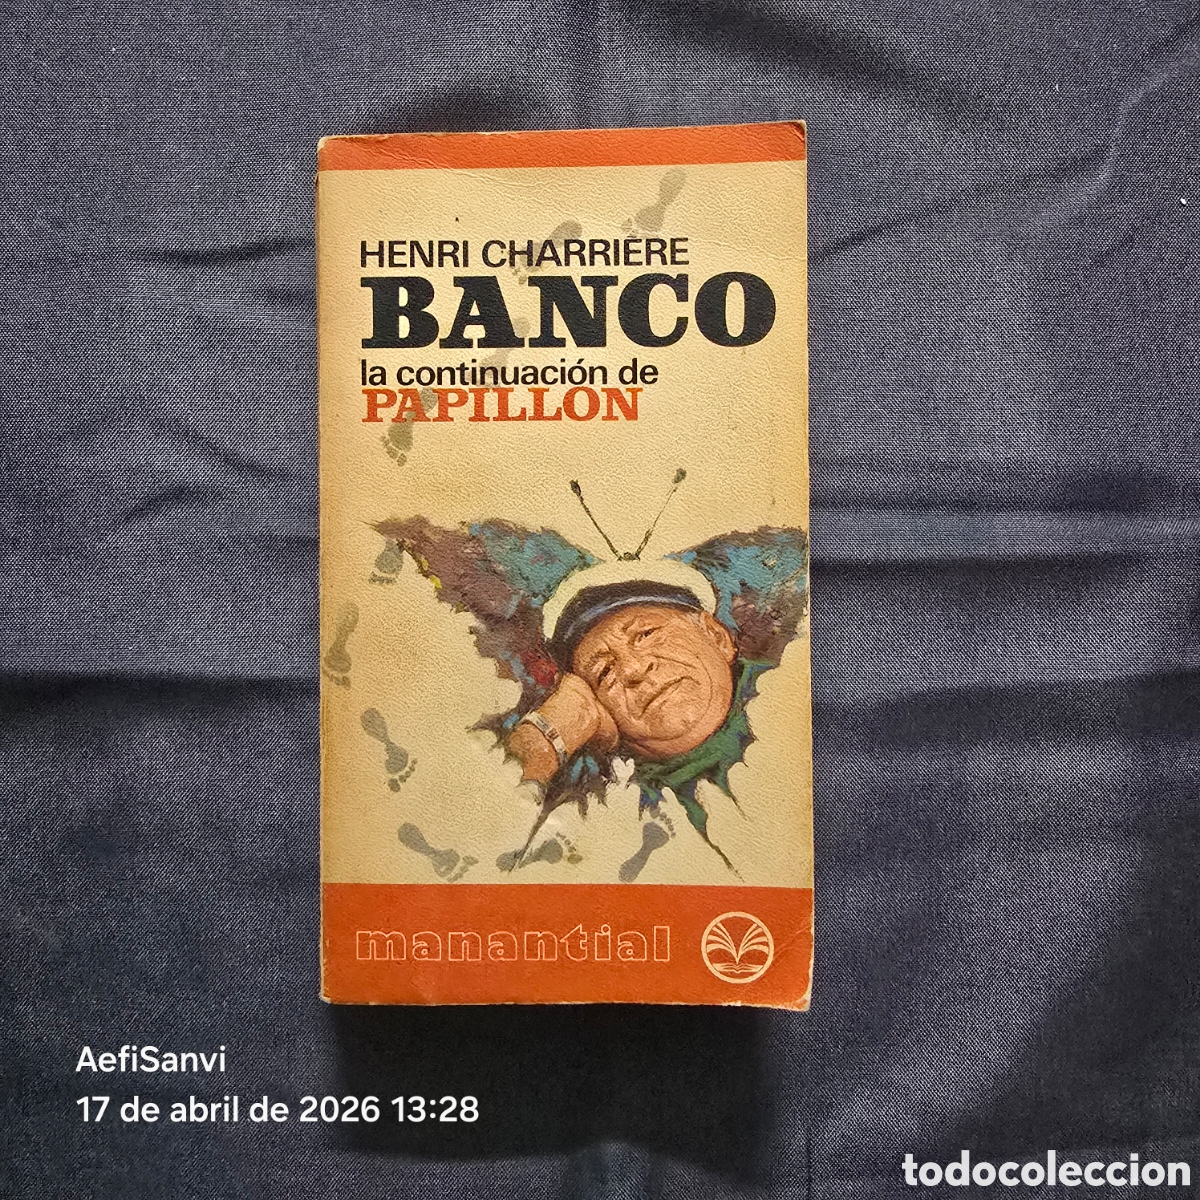 HENRI CHARRIÈRE
BANCO
la continuación de
PAPILLON
manantial
AefiSanvi
17 de abril de 2026 13:28
todocoleccion